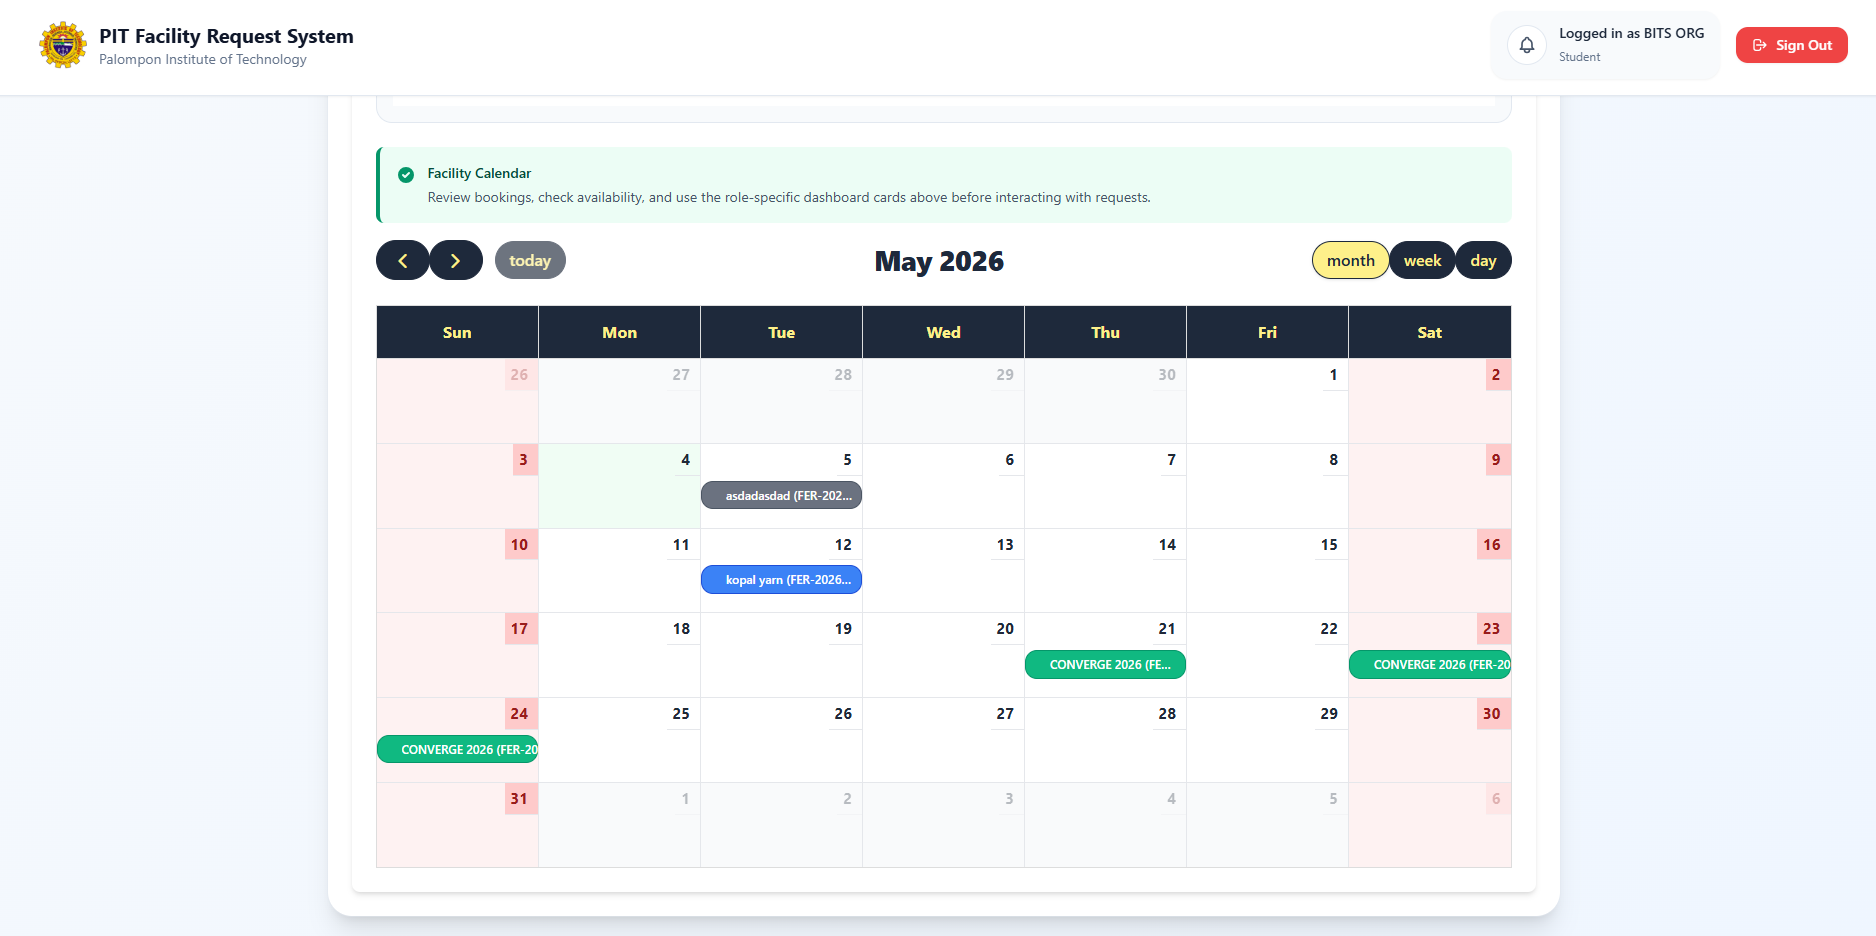 PIT Facility Request System
Palompon Institute of Technology
Logged in as BITS ORG
Student
Sign Out
Facility Calendar
Review bookings, check availability, and use the role-specific dashboard cards above before interacting with requests.
today
May 2026
month week day
Sun Mon Tue Wed Thu Fri Sat
26 27 28 29 30 1 2
3 4 5 6 7 8 9
asdadasdad (FER-202...
10 11 12 13 14 15 16
kopal yarn (FER-2026...
17 18 19 20 21 22 23
CONVERGE 2026 (FE... CONVERGE 2026 (FER-20
24 25 26 27 28 29 30
CONVERGE 2026 (FER-20
31 1 2 3 4 5 6